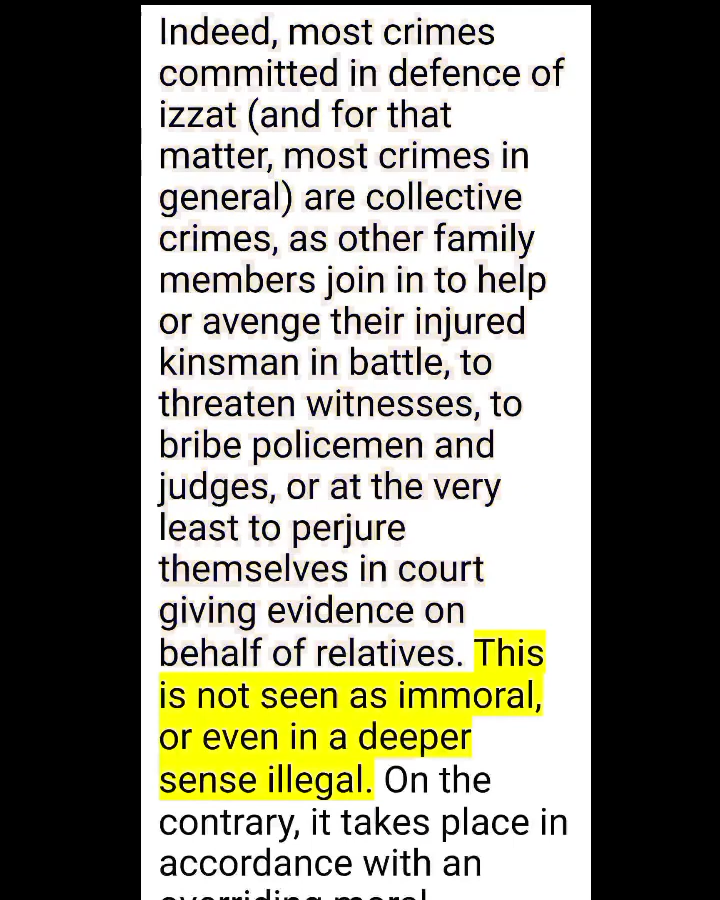 Indeed, most crimes
committed in defence of
izzat (and for that
matter, most crimes in
general) are collective
crimes, as other family
members join in to help
or avenge their injured
kinsman in battle, to
threaten witnesses, to
bribe policemen and
judges, or at the very
least to perjure
themselves in court
giving evidence on
behalf of relatives. This
is not seen as immoral,
or even in a deeper
sense illegal. On the
contrary, it takes place in
accordance with an
overriding moral